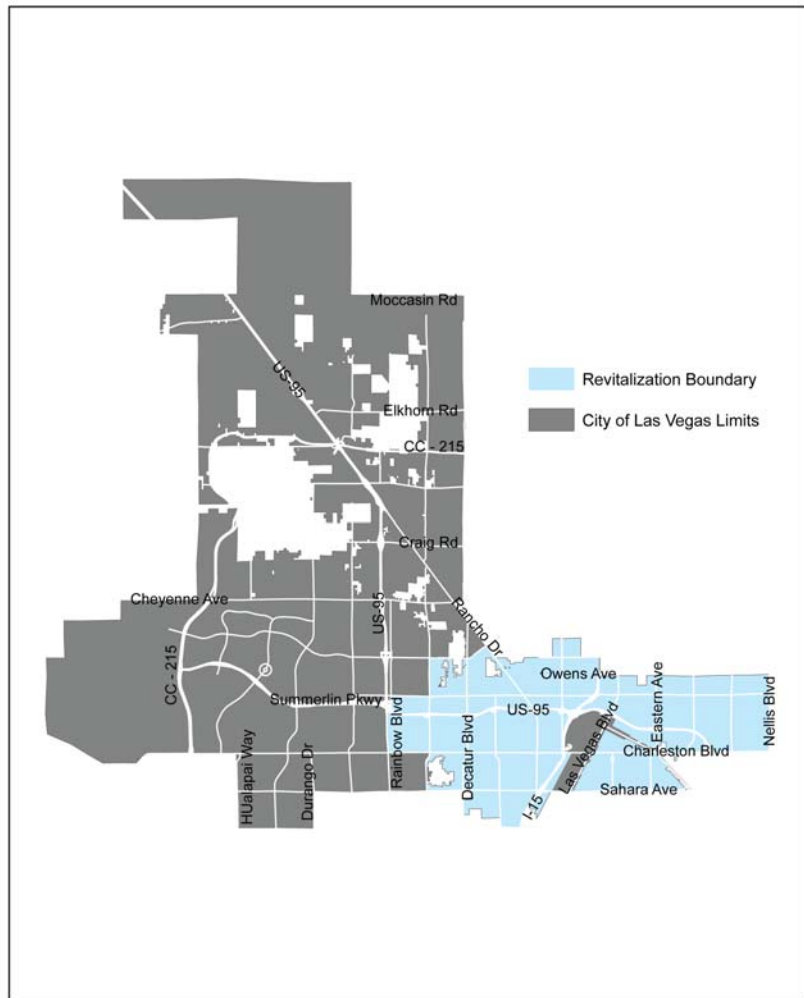 Moccasin Rd
US-95
Revitalization Boundary
Elkhorn Rd
City of Las Vegas Limits
CC - 215
Craig Rd
Cheyenne Ave
US-95
Rancho Dr
CC - 215
Owens Ave
Summerlin Pkwy
US-95
Rainbow Blvd
Decatur Blvd
Las Vegas Blvd
Eastern Ave
Nellis Blvd
Charleston Blvd
HUalapai Way
Durango Dr
I-15
Sahara Ave